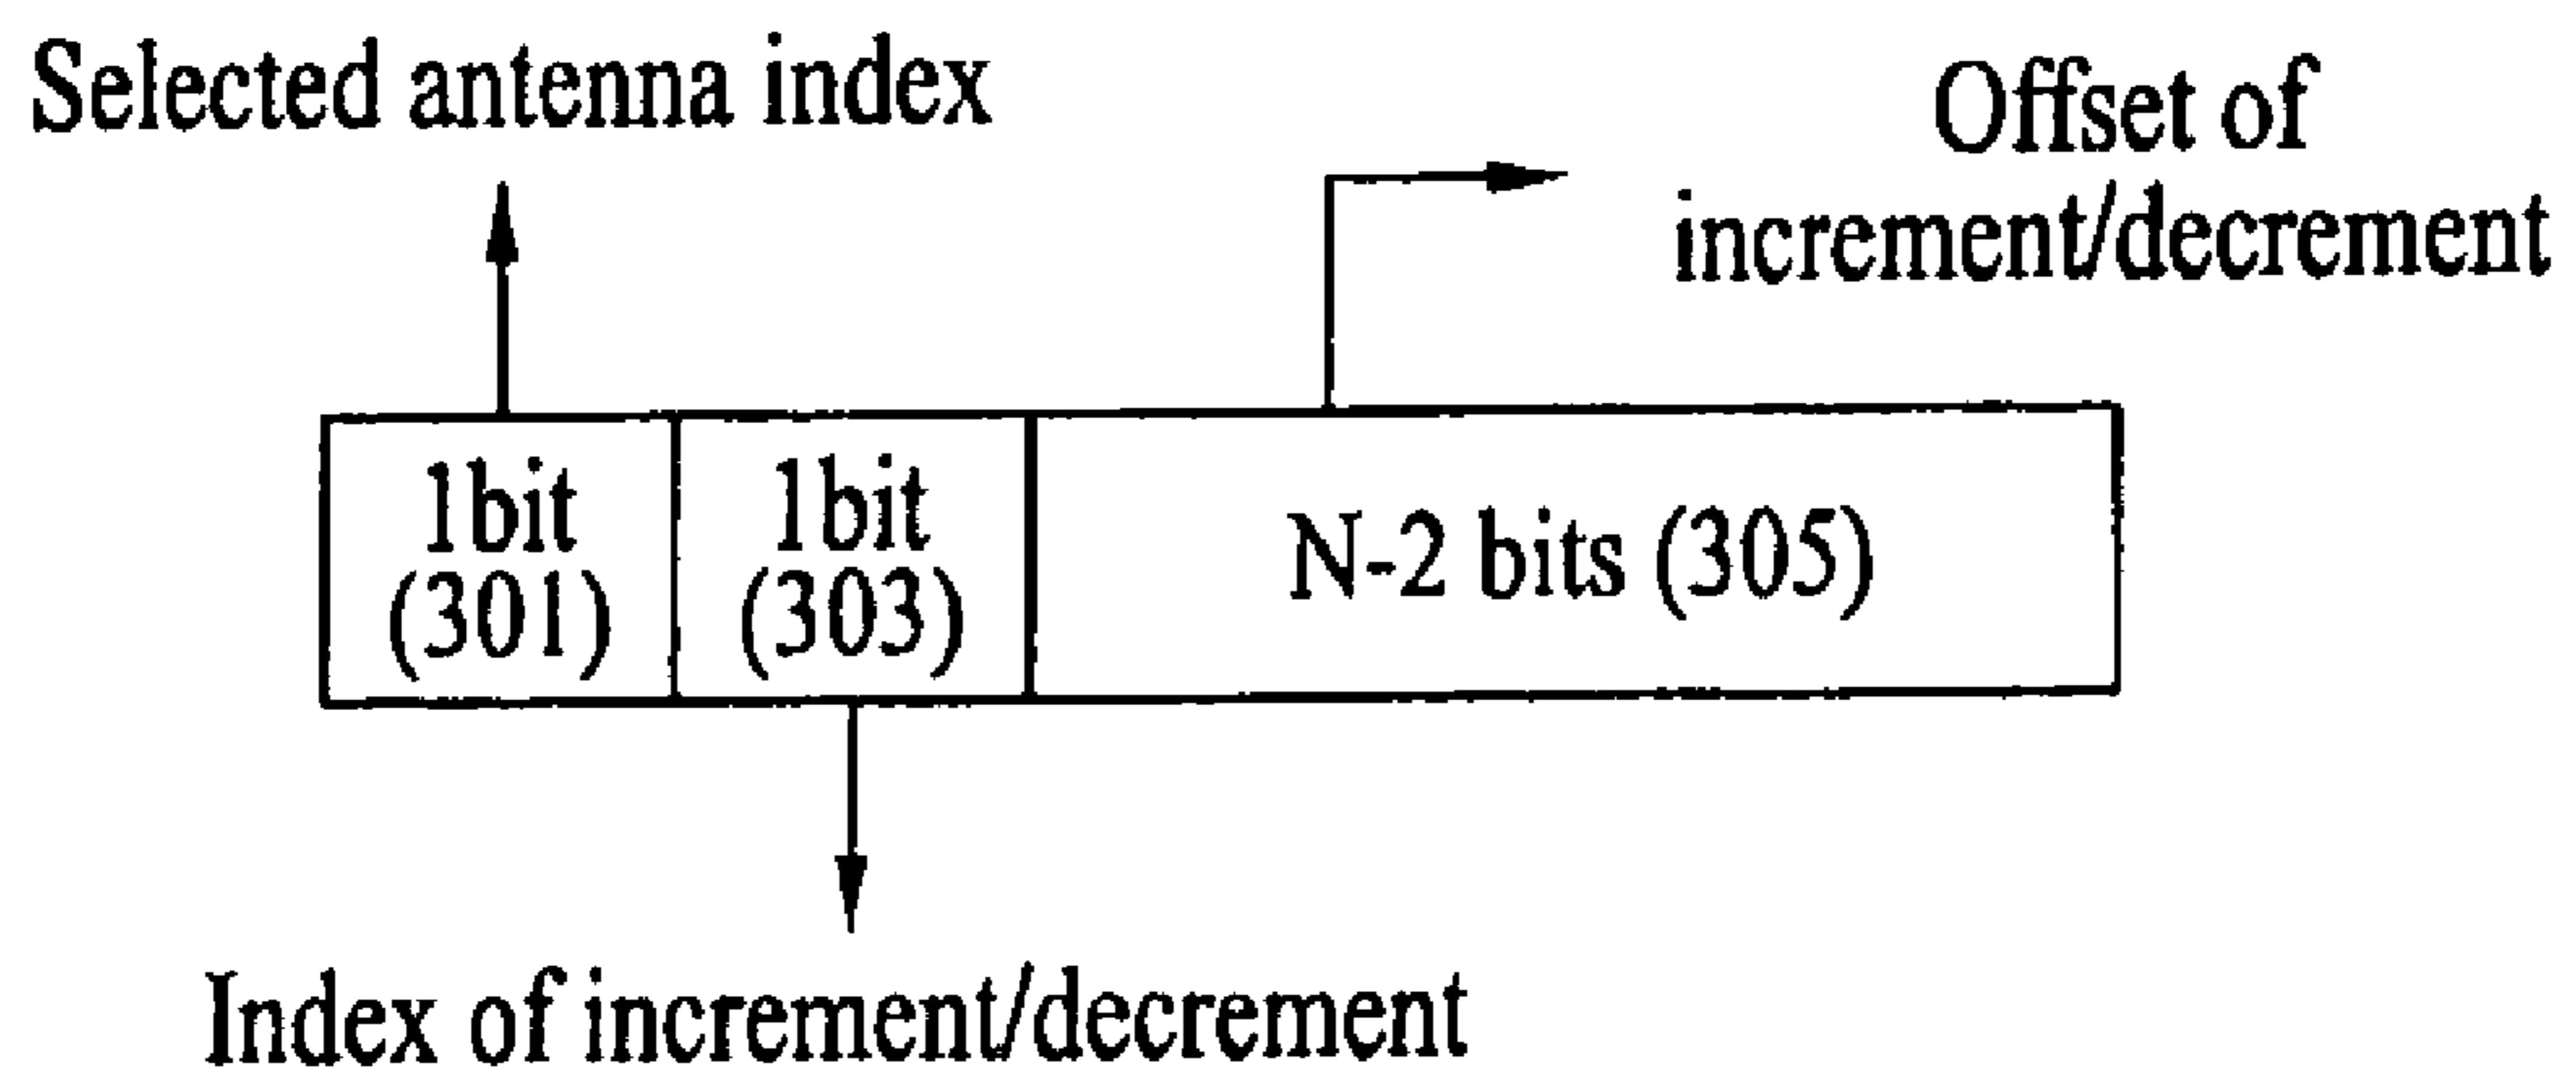 Selected antenna index
Offset of
increment/decrement
1bit
(301)
1bit
(303)
N-2 bits (305)
Index of increment/decrement